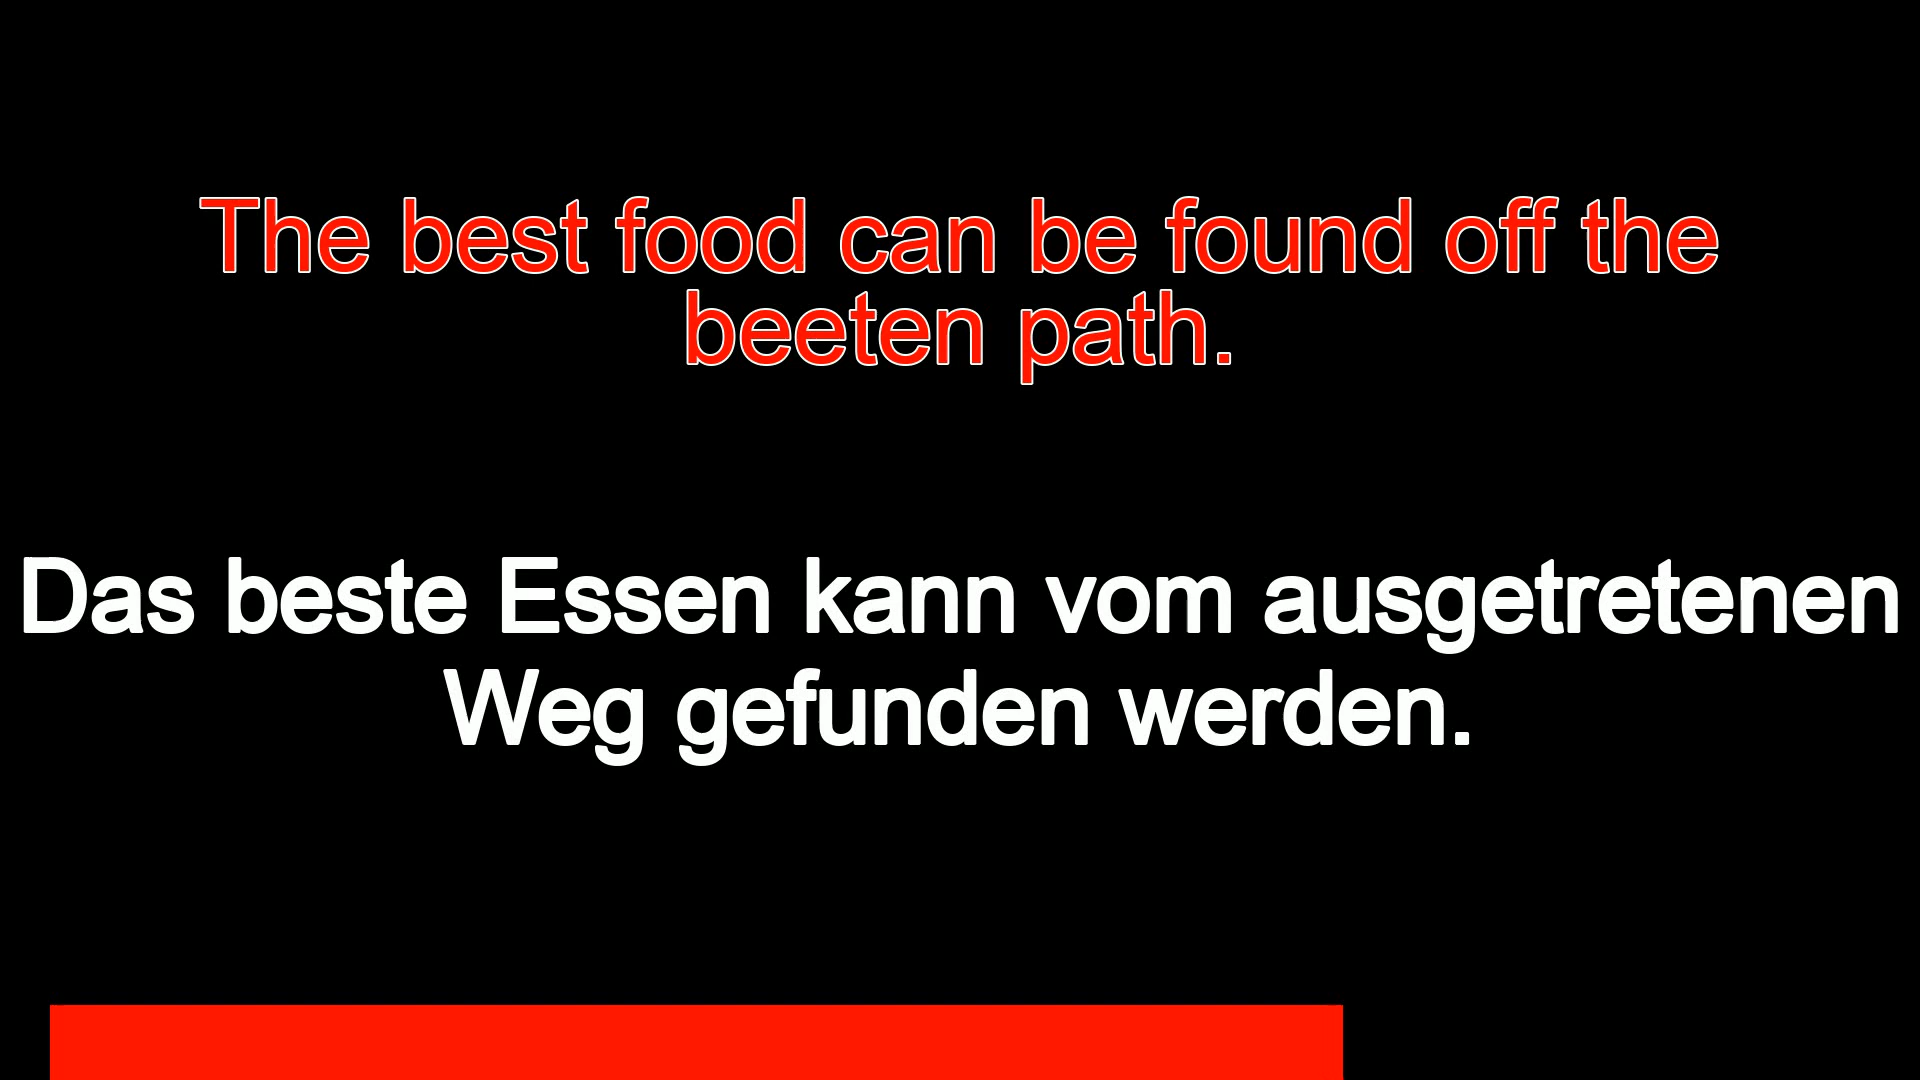 The best food can be found off the
beeten path.
Das beste Essen kann vom ausgetretenen
Weg gefunden werden.